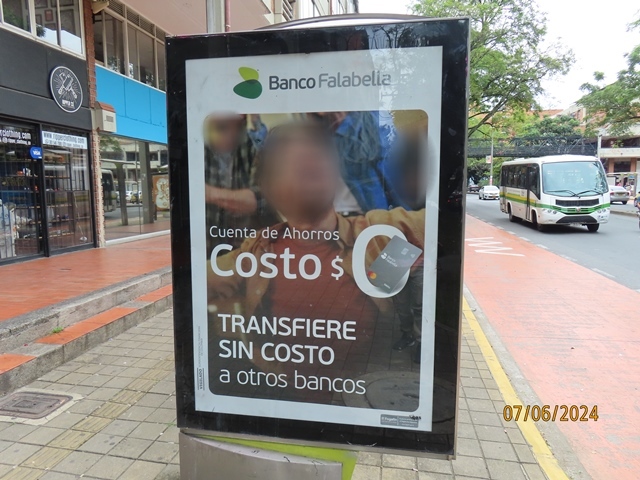 Banco Falabella
Cuenta de Ahorros
Costo $ 0
TRANSFIERE
SIN COSTO
a otros bancos
07/06/2024